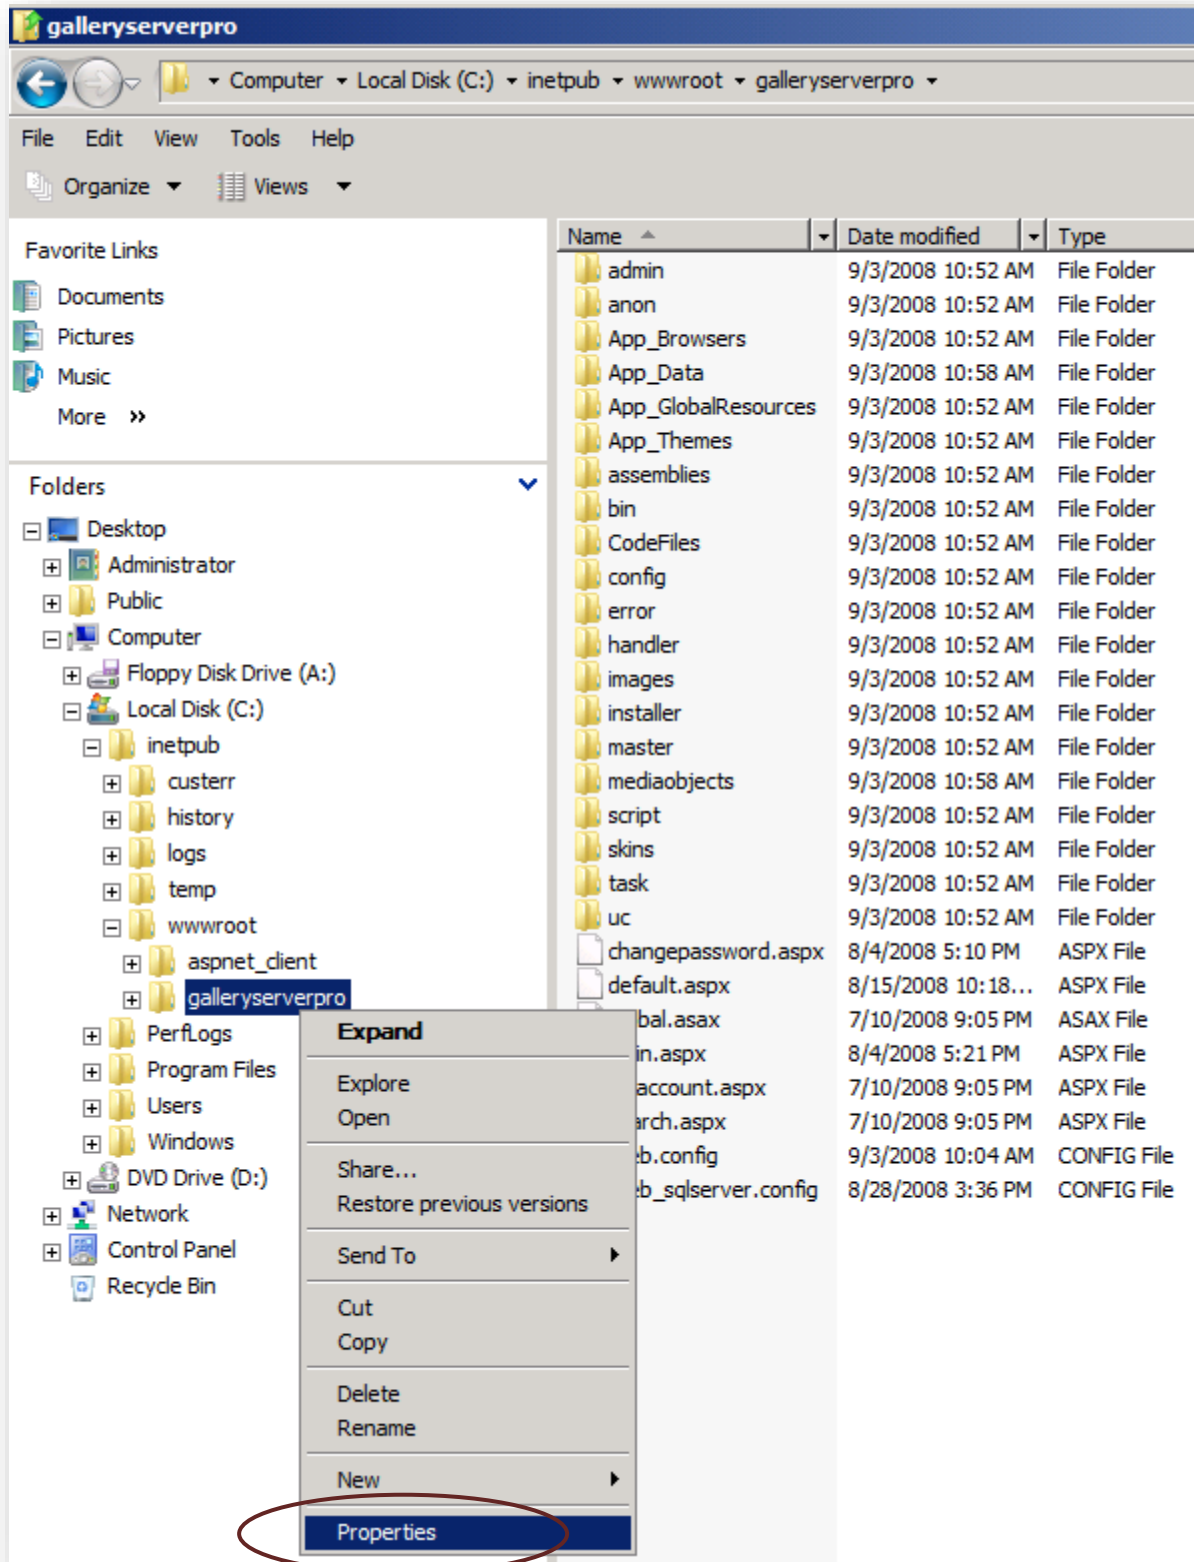 galleryserverpro
Computer Local Disk (C:) inetpub wwwroot galleryserverpro
File Edit View Tools Help
Organize Views
Favorite Links
Documents
Pictures
Music
More »
Folders
Desktop
Administrator
Public
Computer
Floppy Disk Drive (A:)
Local Disk (C:)
inetpub
custerr
history
logs
temp
wwwroot
aspnet_client
galleryserverpro
PerfLogs
Program Files
Users
Windows
DVD Drive (D:)
Network
Control Panel
Recycle Bin
Name Date modified Type
admin 9/3/2008 10:52 AM File Folder
anon 9/3/2008 10:52 AM File Folder
App_Browsers 9/3/2008 10:52 AM File Folder
App_Data 9/3/2008 10:58 AM File Folder
App_GlobalResources 9/3/2008 10:52 AM File Folder
App_Themes 9/3/2008 10:52 AM File Folder
assemblies 9/3/2008 10:52 AM File Folder
bin 9/3/2008 10:52 AM File Folder
CodeFiles 9/3/2008 10:52 AM File Folder
config 9/3/2008 10:52 AM File Folder
error 9/3/2008 10:52 AM File Folder
handler 9/3/2008 10:52 AM File Folder
images 9/3/2008 10:52 AM File Folder
installer 9/3/2008 10:52 AM File Folder
master 9/3/2008 10:52 AM File Folder
mediaobjects 9/3/2008 10:58 AM File Folder
script 9/3/2008 10:52 AM File Folder
skins 9/3/2008 10:52 AM File Folder
task 9/3/2008 10:52 AM File Folder
uc 9/3/2008 10:52 AM File Folder
changepassword.aspx 8/4/2008 5:10 PM ASPX File
default.aspx 8/15/2008 10:18... ASPX File
bal.asax 7/10/2008 9:05 PM ASAX File
in.aspx 8/4/2008 5:21 PM ASPX File
account.aspx 7/10/2008 9:05 PM ASPX File
arch.aspx 7/10/2008 9:05 PM ASPX File
eb.config 9/3/2008 10:04 AM CONFIG File
eb_sqlserver.config 8/28/2008 3:36 PM CONFIG File
Expand
Explore
Open
Share...
Restore previous versions
Send To
Cut
Copy
Delete
Rename
New
Properties